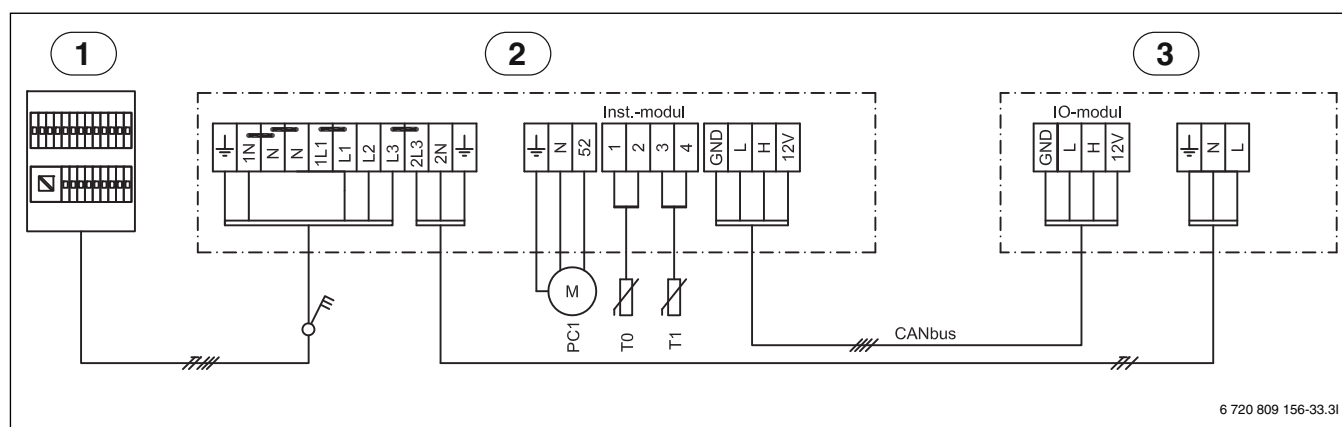 1
2
3
Inst.-modul
IO-modul
1N N N 1L1 L1 L2 L3 2L3 2N
N 52
1 2 3 4
GND L H 12V
GND L H 12V
N L
M
PC1
T0
T1
CANbus
6 720 809 156-33.3I